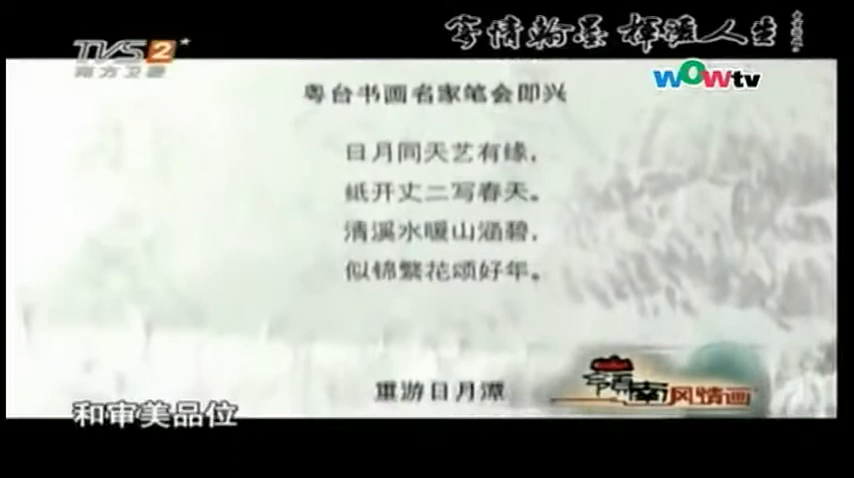 寄情翰墨 挥洒人生
TVS2
南方卫视
WOWtv
粤台书画名家笔会即兴
日月同天艺有缘，
紙开丈二写春天。
清溪水暖山涵碧，
似锦繁花颂好年。
重游日月潭
岭南风情画
和审美品位